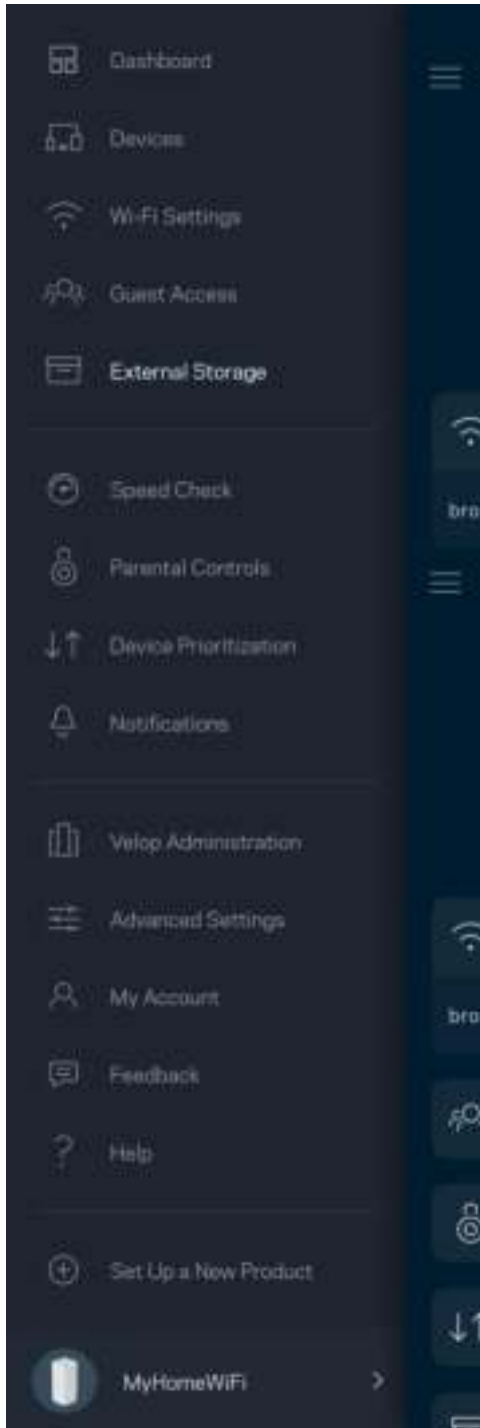 Dashboard
Devices
Wi-Fi Settings
Guest Access
External Storage
Speed Check
bro
Parental Controls
Device Prioritization
Notifications
Velop Administration
Advanced Settings
My Account
bro
Feedback
Help
Set Up a New Product
MyHomeWiFi